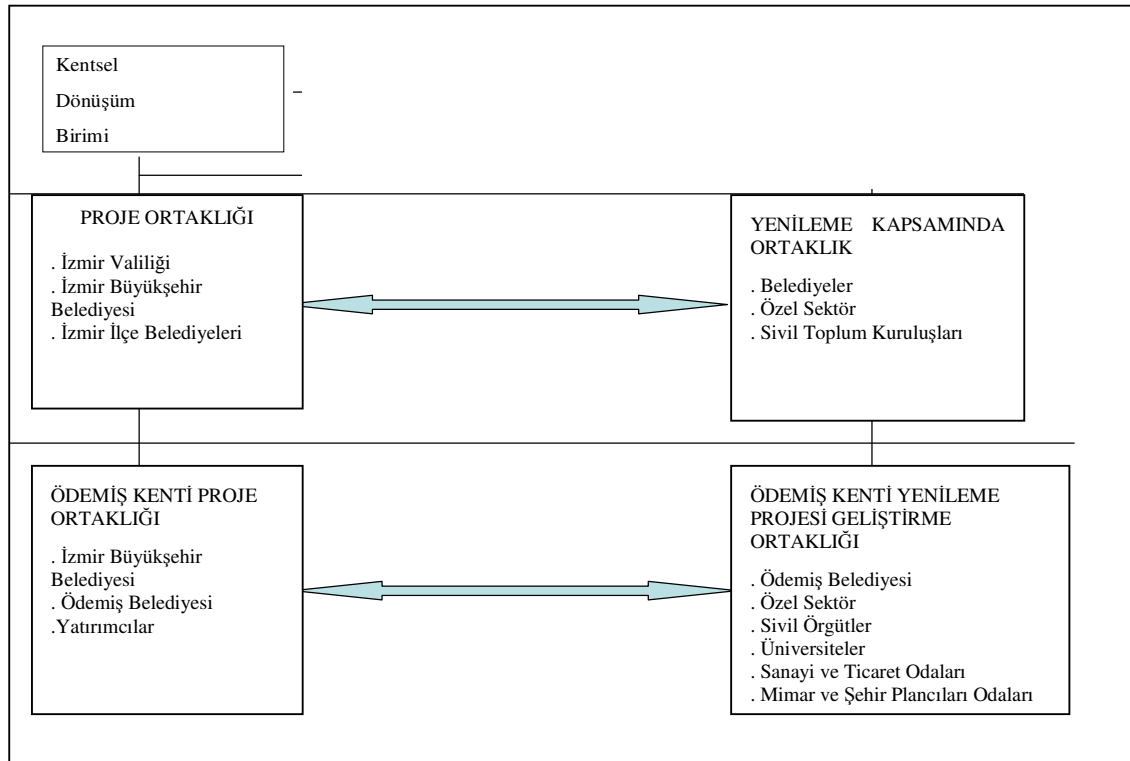 Kentsel
Dönüşüm
Birimi
PROJE ORTAKLIĞI
. İzmir Valiliği
. İzmir Büyükşehir
Belediyesi
. İzmir İlçe Belediyeleri
YENİLEME KAPSAMINDA
ORTAKLIK
. Belediyeler
. Özel Sektör
. Sivil Toplum Kuruluşları
ÖDEMİŞ KENTİ PROJE
ORTAKLIĞI
. İzmir Büyükşehir
Belediyesi
. Ödemiş Belediyesi
.Yatırımcılar
ÖDEMİŞ KENTİ YENİLEME
PROJESİ GELİŞTİRME
ORTAKLIĞI
. Ödemiş Belediyesi
. Özel Sektör
. Sivil Örgütler
. Üniversiteler
. Sanayi ve Ticaret Odaları
. Mimar ve Şehir Plancıları Odaları